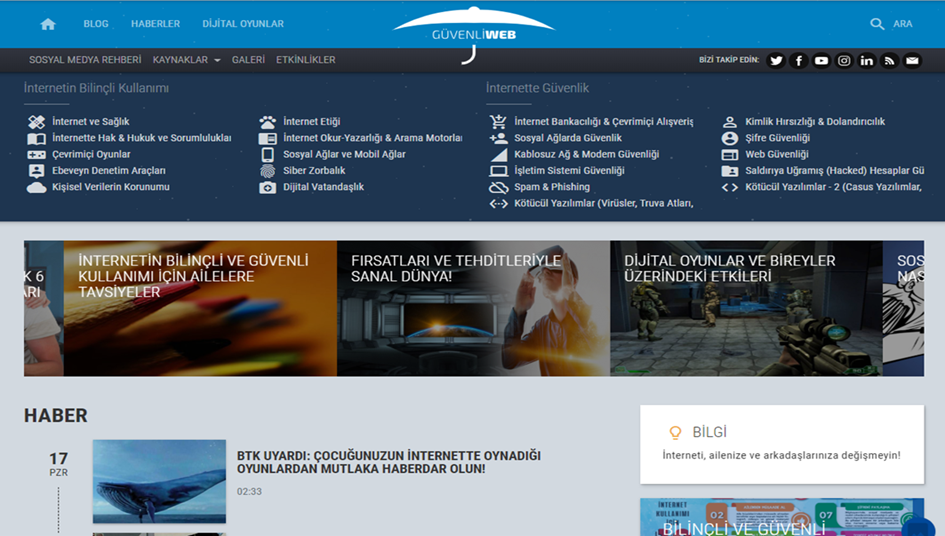 BLOG HABERLER DİJİTAL OYUNLAR
GÜVENLİWEB
ARA
SOSYAL MEDYA REHBERİ KAYNAKLAR GALERİ ETKİNLİKLER
BİZİ TAKİP EDİN:
İnternetin Bilinçli Kullanımı
İnternet ve Sağlık
İnternette Hak & Hukuk ve Sorumluluklar
Çevrimiçi Oyunlar
Ebeveyn Denetim Araçları
Kişisel Verilerin Korunumu
İnternet Etiği
İnternet Okur-Yazarlığı & Arama Motorlar
Sosyal Ağlar ve Mobil Ağlar
Siber Zorbalık
Dijital Vatandaşlık
İnternette Güvenlik
İnternet Bankacılığı & Çevrimiçi Alışveriş
Sosyal Ağlarda Güvenlik
Kablosuz Ağ & Modem Güvenliği
İşletim Sistemi Güvenliği
Spam & Phishing
Kötücül Yazılımlar (Virüsler, Truva Atları,
Kimlik Hırsızlığı & Dolandırıcılık
Şifre Güvenliği
Web Güvenliği
Saldırıya Uğramış (Hacked) Hesaplar Gü
Kötücül Yazılımlar - 2 (Casus Yazılımlar,
K 6
ARI
İNTERNETİN BİLİNÇLİ VE GÜVENLİ
KULLANIMI İÇİN AİLELERE
TAVSİYELER
FIRSATLARI VE TEHDİTLERİYLE
SANAL DÜNYA!
DİJİTAL OYUNLAR VE BİREYLER
ÜZERİNDEKİ ETKİLERİ
SOS
NAS
HABER
17
PZR
BTK UYARDI: ÇOCUĞUNUZUN İNTERNETTE OYNADIĞI
OYUNLARDAN MUTLAKA HABERDAR OLUN!
02:33
BİLGİ
İnterneti, ailenize ve arkadaşlarınıza değişmeyin!
İNTERNET
KULLANIMI
02
07
BİLİNÇLİ VE GÜVENLİ